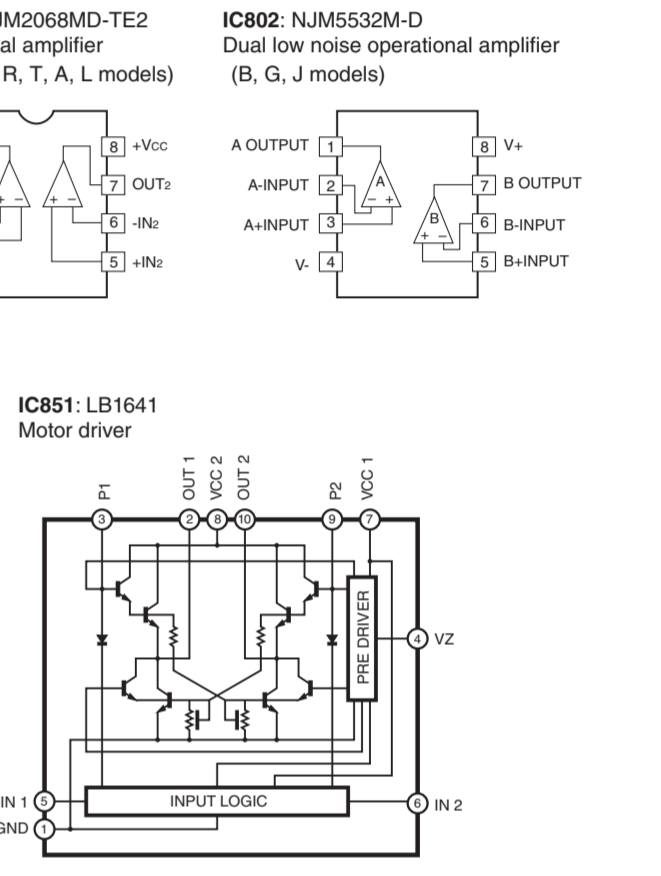 JM2068MD-TE2
al amplifier
R, T, A, L models)
8 +VCC
7 OUT2
6 -IN2
5 +IN2
+ -
+ -
IC802: NJM5532M-D
Dual low noise operational amplifier
(B, G, J models)
A OUTPUT 1
A-INPUT 2
A+INPUT 3
V- 4
A
- +
B
+ -
8 V+
7 B OUTPUT
6 B-INPUT
5 B+INPUT
IC851: LB1641
Motor driver
P1
OUT 1
VCC 2
OUT 2
P2
VCC 1
3 2 8 10 9 7
PRE DRIVER
4 VZ
IN 1 5
INPUT LOGIC
6 IN 2
GND 1